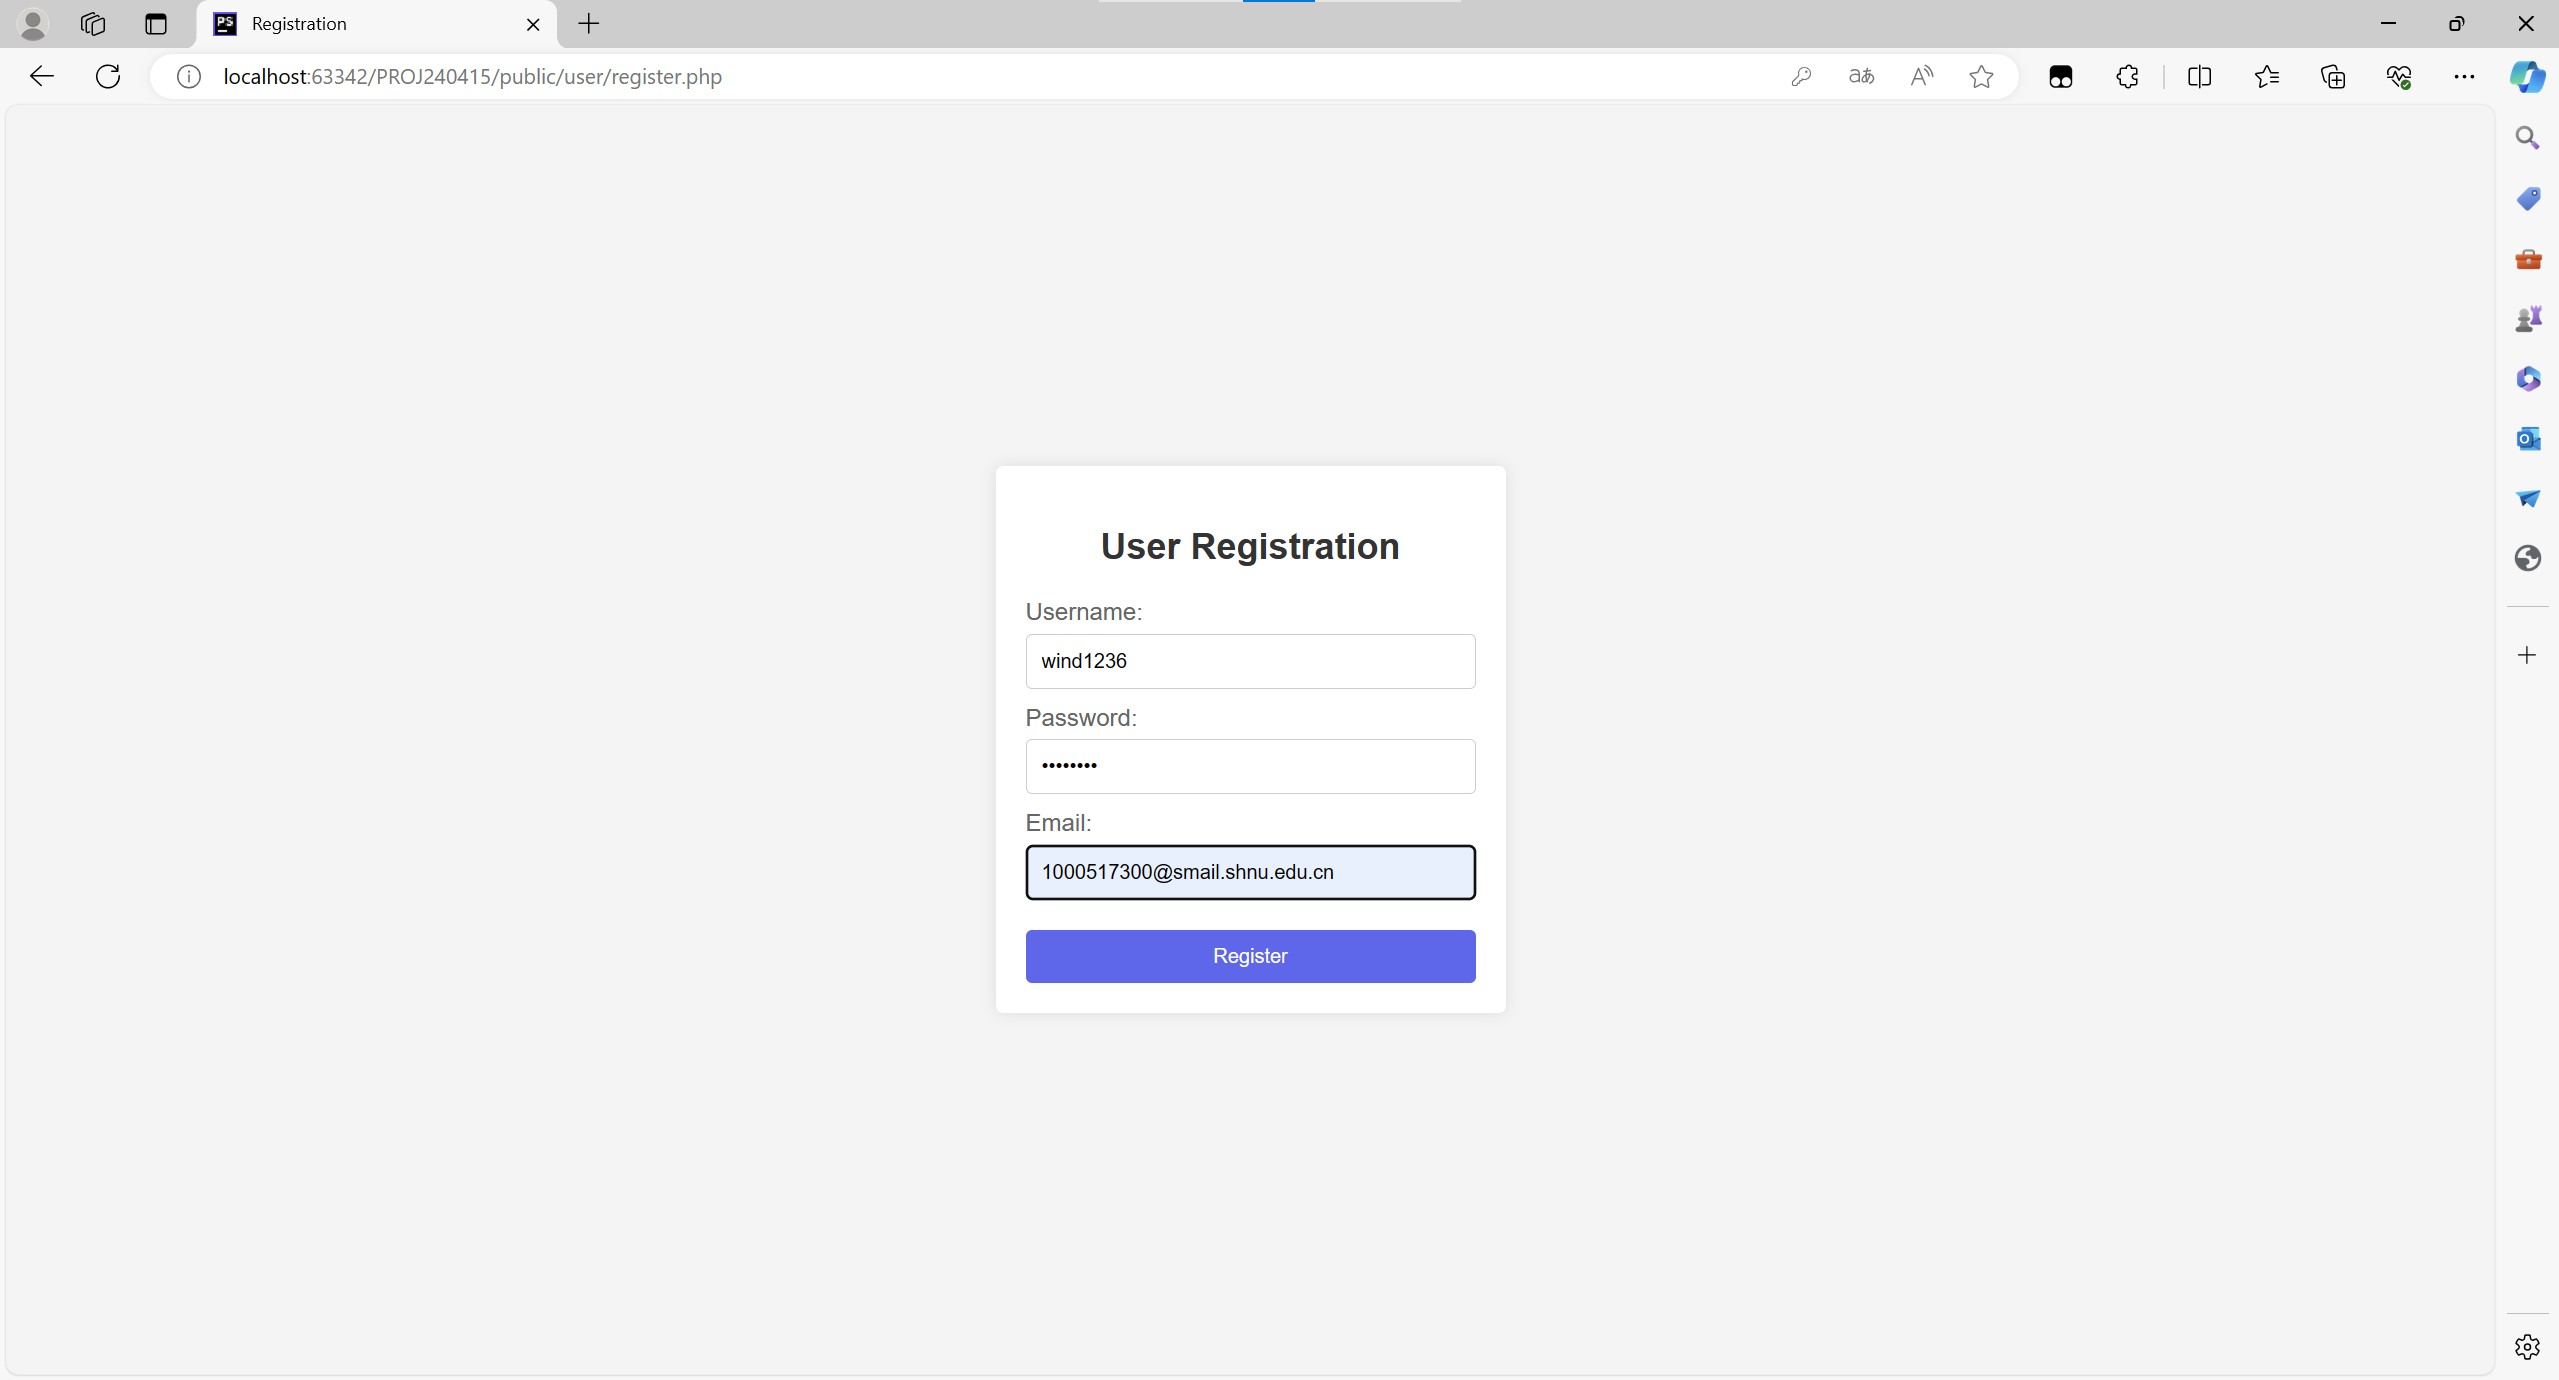 Registration
localhost:63342/PROJ240415/public/user/register.php
User Registration
Username:
wind1236
Password:
••••••••
Email:
1000517300@smail.shnu.edu.cn
Register